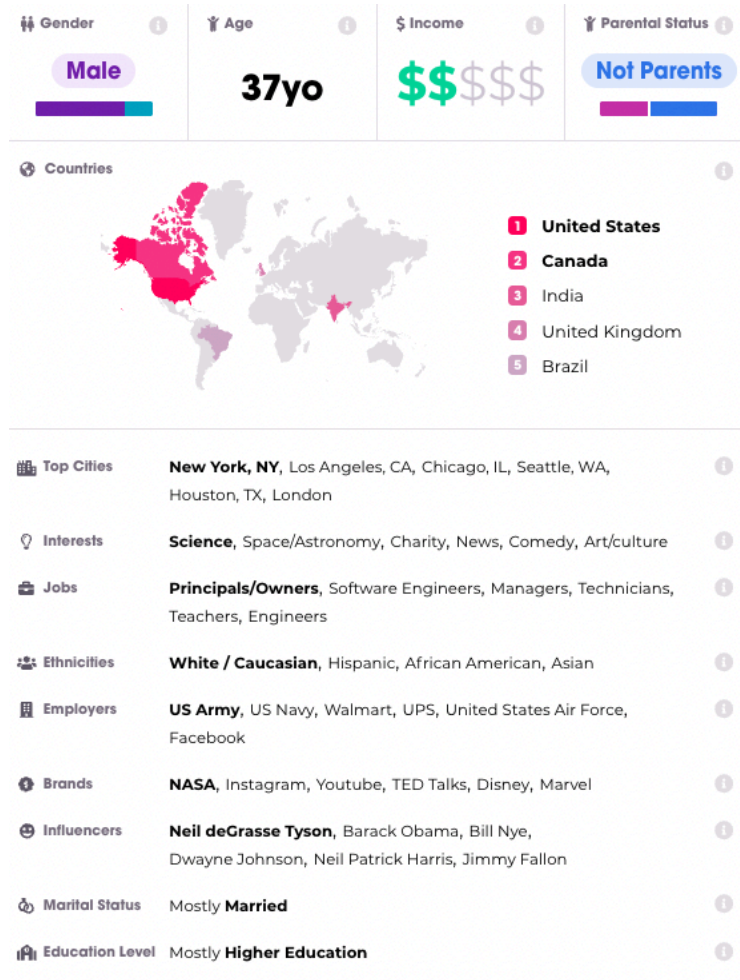 Gender
Age
$ Income
Parental Status
Male
37yo
$$$$$
Not Parents
Countries
1 United States
2 Canada
3 India
4 United Kingdom
5 Brazil
Top Cities New York, NY, Los Angeles, CA, Chicago, IL, Seattle, WA,
Houston, TX, London
Interests Science, Space/Astronomy, Charity, News, Comedy, Art/culture
Jobs Principals/Owners, Software Engineers, Managers, Technicians,
Teachers, Engineers
Ethnicities White / Caucasian, Hispanic, African American, Asian
Employers US Army, US Navy, Walmart, UPS, United States Air Force,
Facebook
Brands NASA, Instagram, Youtube, TED Talks, Disney, Marvel
Influencers Neil deGrasse Tyson, Barack Obama, Bill Nye,
Dwayne Johnson, Neil Patrick Harris, Jimmy Fallon
Marital Status Mostly Married
Education Level Mostly Higher Education